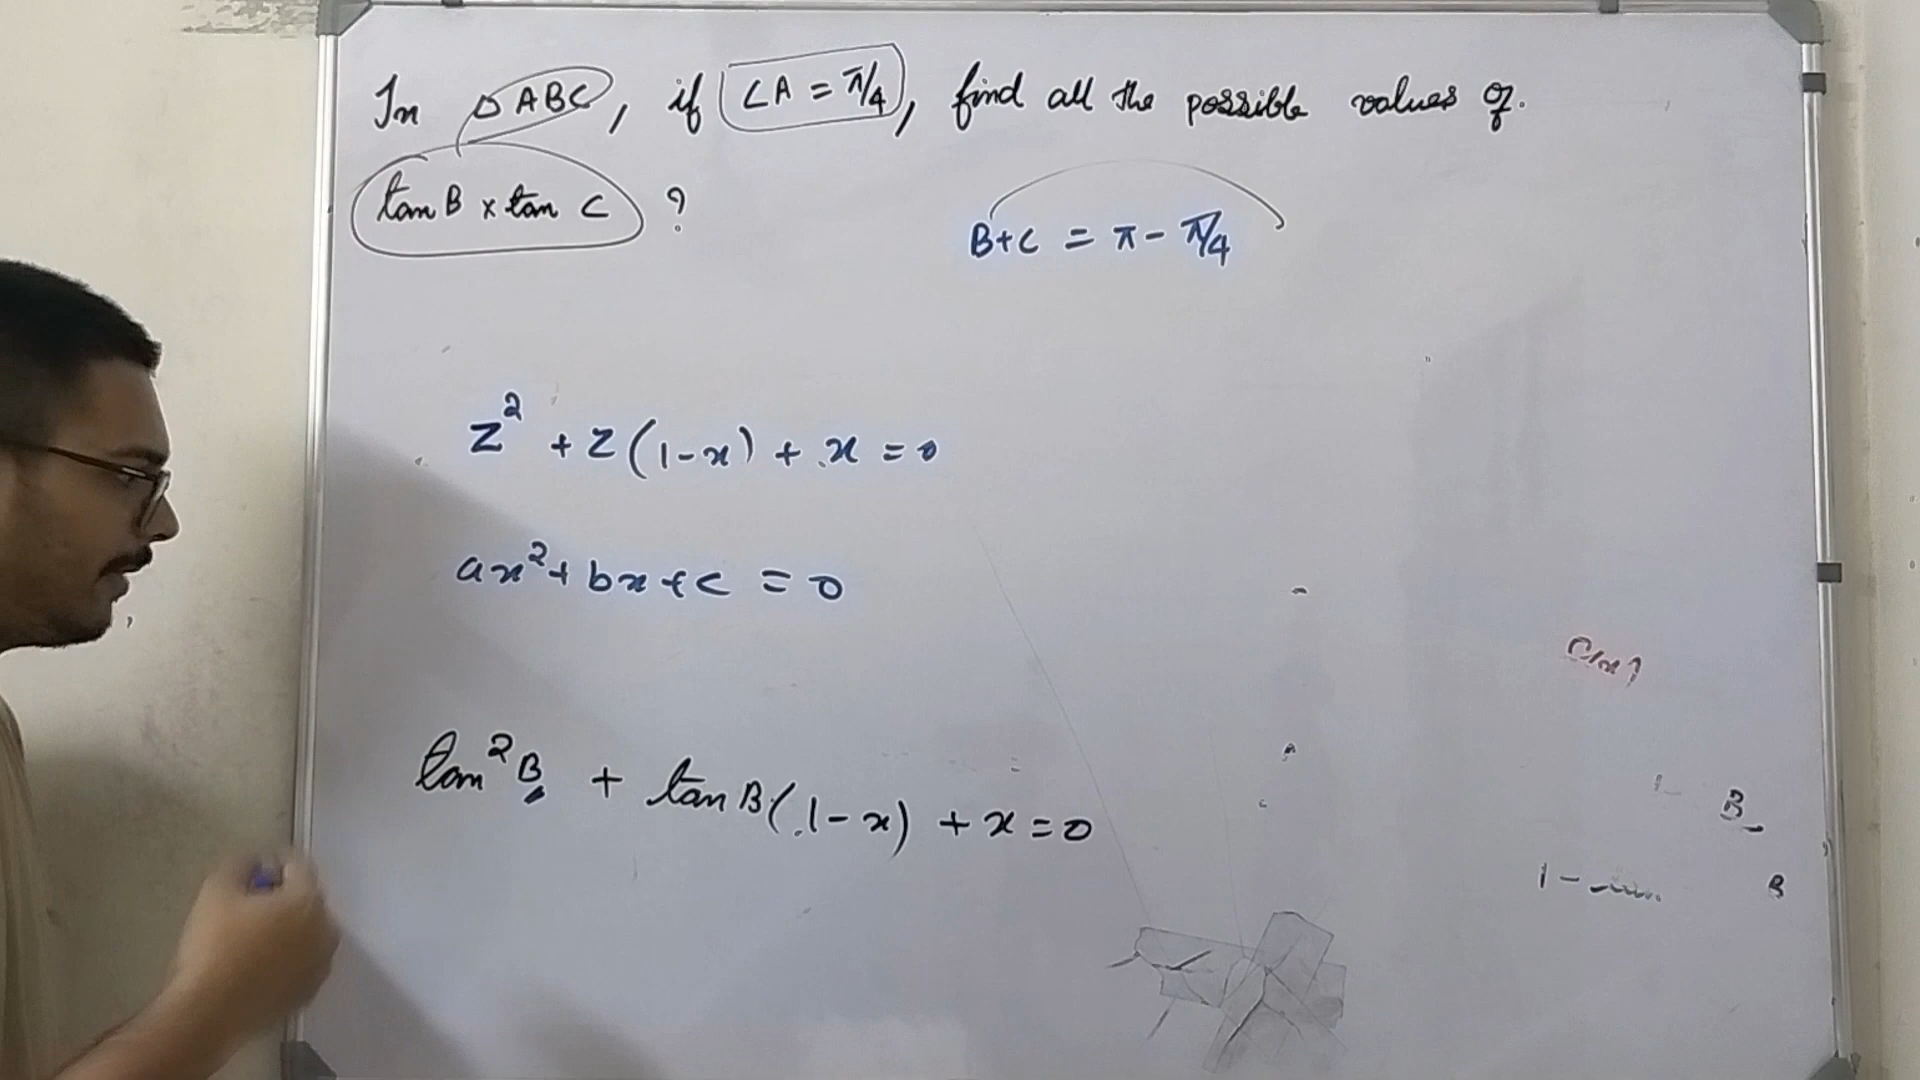 In △ABC, if ∠A = π/4, find all the possible values of.
tan B × tan C ?
B+C = π - π/4
z² + z(1-x) + x = 0
ax² + bx + c = 0
tan²B + tan B(1-x) + x = 0
B
1 -
B